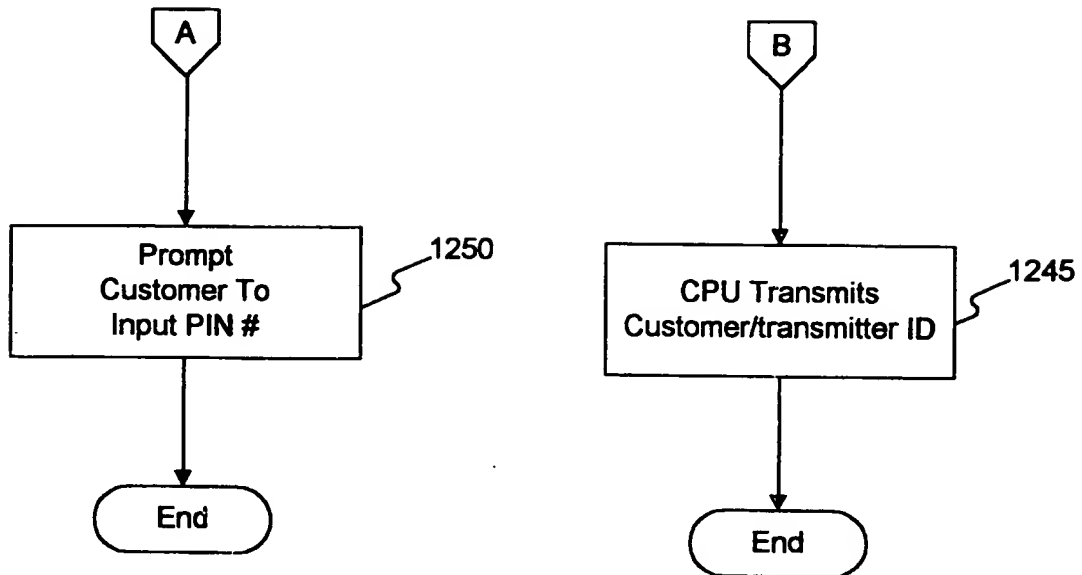 A
Prompt
Customer To
Input PIN #
1250
End
B
CPU Transmits
Customer/transmitter ID
1245
End